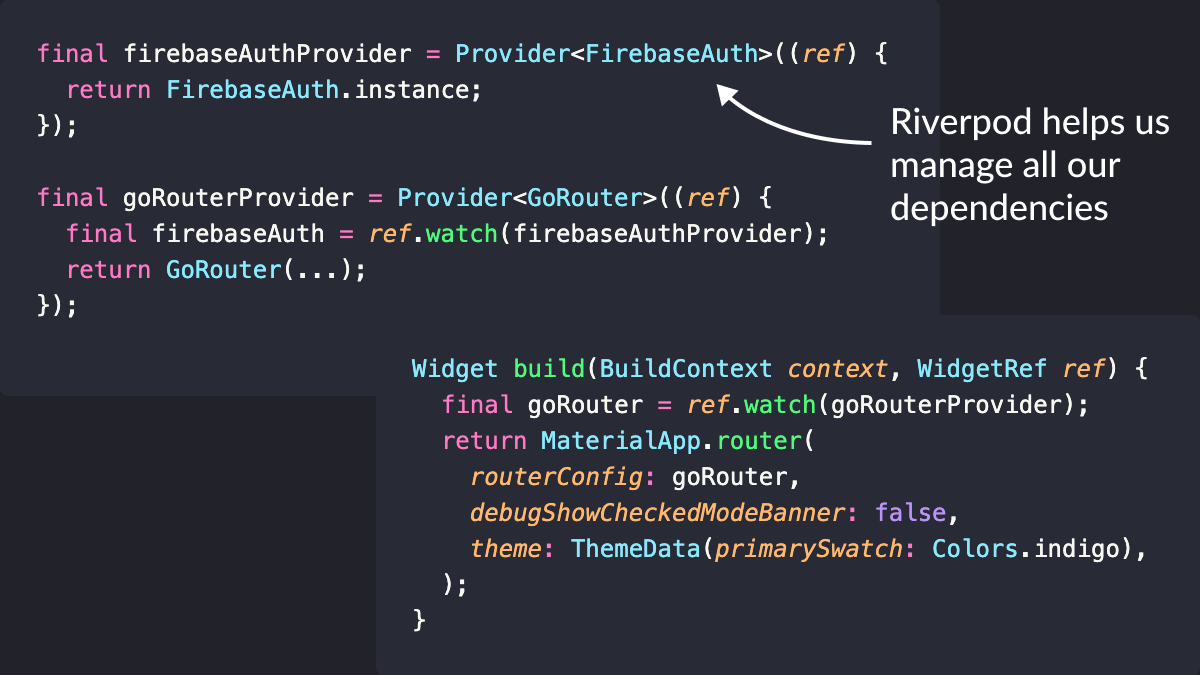 final firebaseAuthProvider = Provider<FirebaseAuth>((ref) {
  return FirebaseAuth.instance;
});

final goRouterProvider = Provider<GoRouter>((ref) {
  final firebaseAuth = ref.watch(firebaseAuthProvider);
  return GoRouter(...);
});
Riverpod helps us
manage all our
dependencies
Widget build(BuildContext context, WidgetRef ref) {
  final goRouter = ref.watch(goRouterProvider);
  return MaterialApp.router(
    routerConfig: goRouter,
    debugShowCheckedModeBanner: false,
    theme: ThemeData(primarySwatch: Colors.indigo),
  );
}